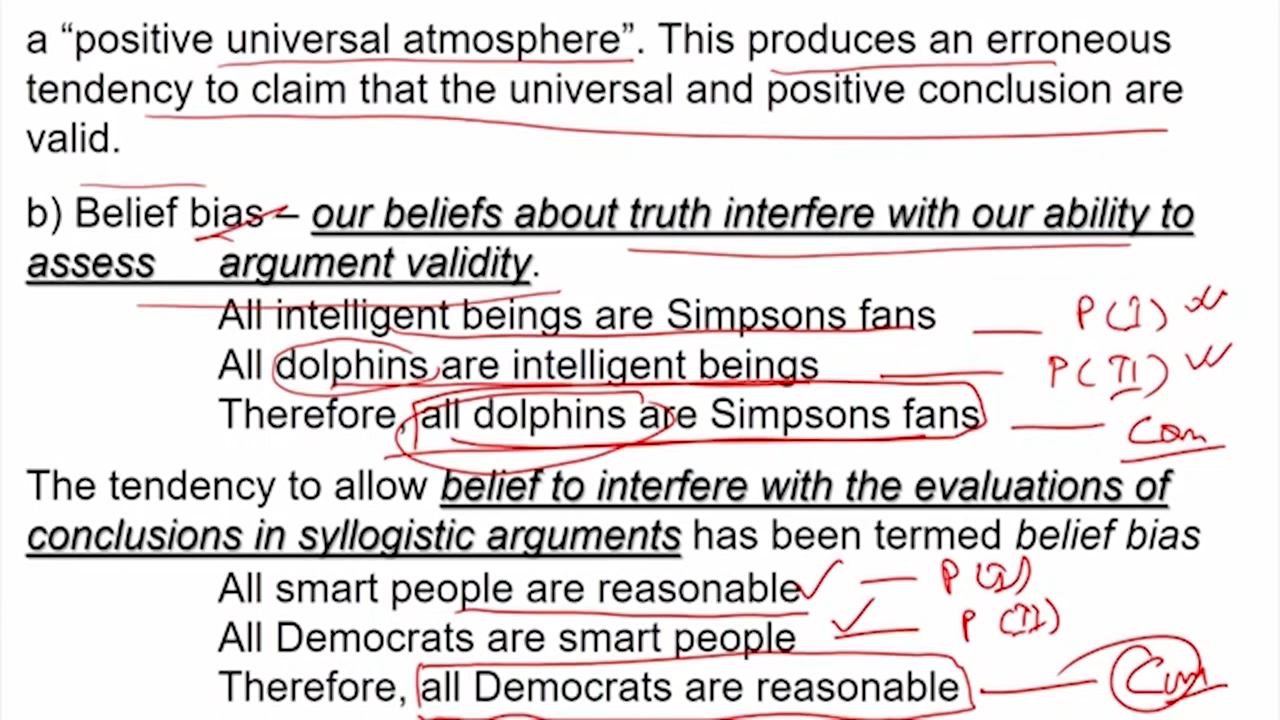 a “positive universal atmosphere”. This produces an erroneous
tendency to claim that the universal and positive conclusion are
valid.
b) Belief bias – our beliefs about truth interfere with our ability to
assess argument validity.
All intelligent beings are Simpsons fans P(I)
All dolphins are intelligent beings P(II)
Therefore, all dolphins are Simpsons fans Con
The tendency to allow belief to interfere with the evaluations of
conclusions in syllogistic arguments has been termed belief bias
All smart people are reasonable ✓ P(I)
All Democrats are smart people ✓ P(II)
Therefore, all Democrats are reasonable